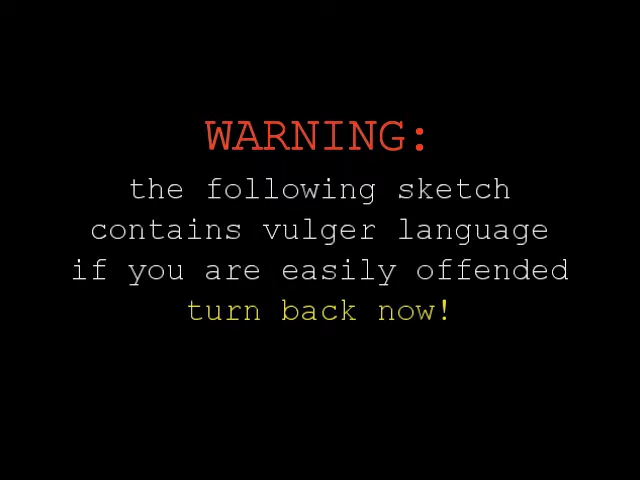 WARNING:
the following sketch
contains vulger language
if you are easily offended
turn back now!